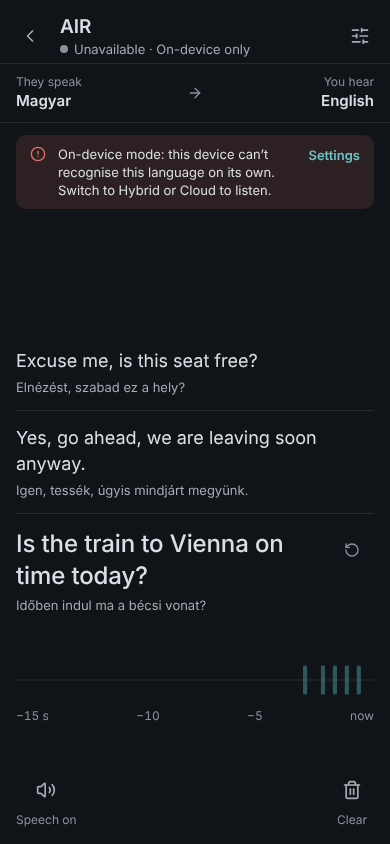 AIR
Unavailable · On-device only
They speak
Magyar
You hear
English
On-device mode: this device can't
recognise this language on its own.
Switch to Hybrid or Cloud to listen.
Settings
Excuse me, is this seat free?
Elnézést, szabad ez a hely?
Yes, go ahead, we are leaving soon
anyway.
Igen, tessék, úgyis mindjárt megyünk.
Is the train to Vienna on
time today?
Időben indul ma a bécsi vonat?
−15 s
−10
−5
now
Speech on
Clear